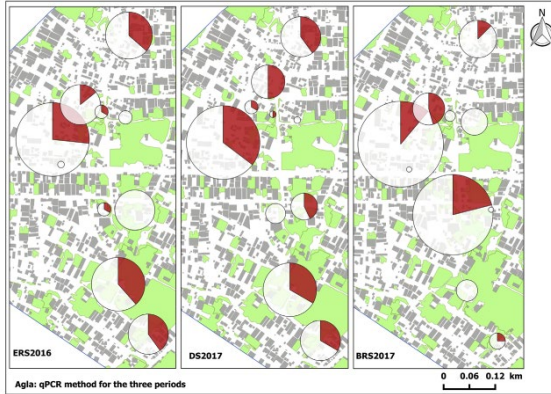 N
ERS2016
DS2017
BRS2017
Agla: qPCR method for the three periods
0 0.06 0.12 km